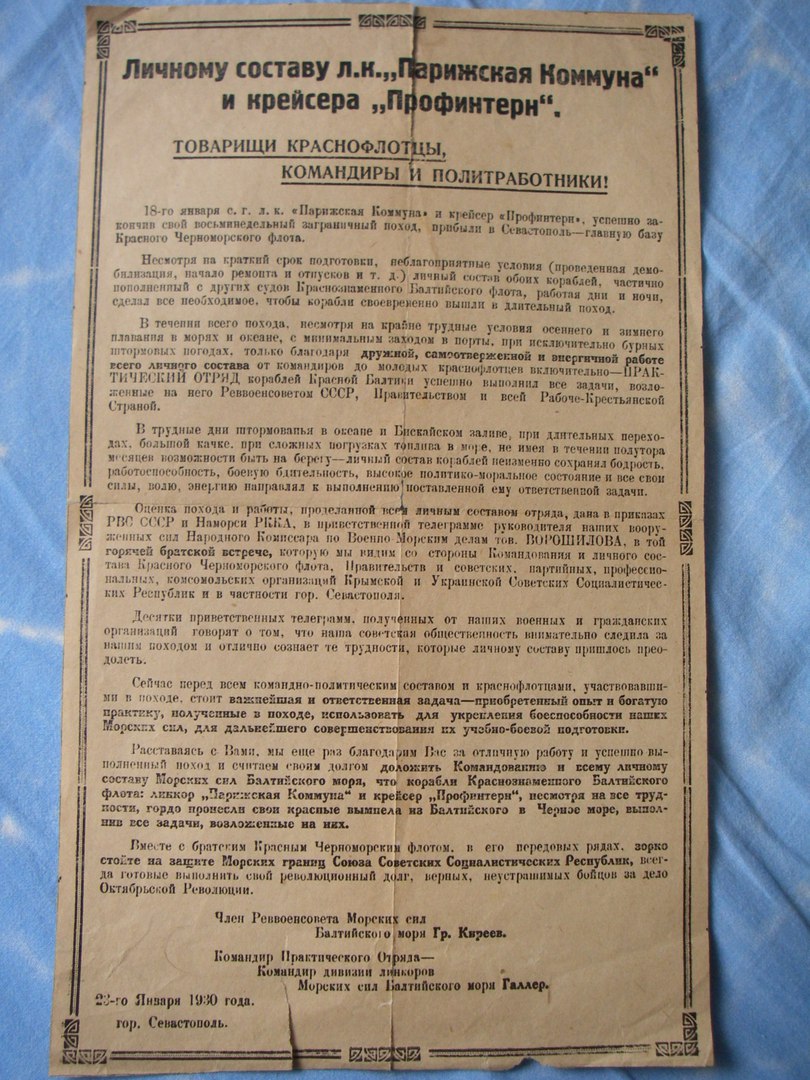 Личному составу л.к. „Парижская Коммуна“
и крейсера „Профинтерн“.
ТОВАРИЩИ КРАСНОФЛОТЦЫ,
КОМАНДИРЫ И ПОЛИТРАБОТНИКИ!
18-го января с. г. л. к. «Парижская Коммуна» и крейсер «Профинтерн», успешно за-
кончив свой восьминедельный заграничный поход, прибыли в Севастополь—главную базу
Красного Черноморского флота.
Несмотря на краткий срок подготовки, неблагоприятные условия (проведенная демо-
билизация, начало ремонта и отпусков и т. д.) личный состав обоих кораблей, частично
пополненный с других судов Краснознаменного Балтийского флота, работая дни и ночи,
сделал все необходимое, чтобы корабли своевременно вышли в длительный поход.
В течении всего похода, несмотря на крайне трудные условия осеннего и зимнего
плавания в морях и океане, с минимальным заходом в порты, при исключительно бурных
штормовых погодах, только благодаря дружной, самоотверженной и энергичной работе
всего личного состава от командиров до молодых краснофлотцев включительно—ПРАК-
ТИЧЕСКИЙ ОТРЯД кораблей Красной Балтики успешно выполнил все задачи, возло-
женные на него Реввоенсоветом СССР, Правительством и всей Рабоче-Крестьянской
Страной.
В трудные дни штормованья в океане и Бискайском заливе, при длительных перехо-
дах, большой качке, при сложных погрузках топлива в море, не имея в течении полутора
месяцев возможности быть на берегу—личный состав кораблей неизменно сохранял бодрость,
работоспособность, боевую бдительность, высокое политико-моральное состояние и все свои
силы, волю, энергию направлял к выполнению поставленной ему ответственной задачи.
Оценка похода и работы, проделанной всем личным составом отряда, дана в приказах
РВС СССР и Наморси РККА, в приветственной телеграмме руководителя наших воору-
женных сил Народного Комиссара по Военно Морским делам тов. ВОРОШИЛОВА, в той
горячей братской встрече, которую мы видим со стороны Командования и личного сос-
тава Красного Черноморского флота, Правительств и советских, партийных, профессио-
нальных, комсомольских организаций Крымской и Украинской Советских Социалистичес-
ких Республик и в частности гор. Севастополя.
Десятки приветственных телеграмм, полученных от наших военных и гражданских
организаций говорят о том, что наша советская общественность внимательно следила за
нашим походом и отлично сознает те трудности, которые личному составу пришлось прео-
долеть.
Сейчас перед всем командно-политическим составом и краснофлотцами, участвовавши-
ми в походе, стоит важнейшая и ответственная задача—приобретенный опыт и богатую
практику, полученные в походе, использовать для укрепления боеспособности наших
Морских сил, для дальнейшего совершенствования их учебно-боевой подготовки.
Расставаясь с Вами, мы еще раз благодарим Вас за отличную работу и успешно вы-
полненный поход и считаем своим долгом доложить Командованию и всему личному
составу Морских сил Балтийского моря, что корабли Краснознаменного Балтийского
флота: линкор „Парижская Коммуна“ и крейсер „Профинтерн“, несмотря на все труд-
ности, гордо пронесли свои красные вымпела из Балтийского в Черное море, выпол-
нив все задачи, возложенные на них.
Вместе с братским Красным Черноморским флотом, в его передовых рядах, зорко
стойте на защите Морских границ Союза Советских Социалистических Республик, всег-
да готовые выполнить свой революционный долг, верных, неустрашимых бойцов за дело
Октябрьской Революции.
Член Реввоенсовета Морских сил
Балтийского моря Гр. Киреев.
Командир Практического Отряда—
Командир дивизии линкоров
Морских сил Балтийского моря Галлер.
-го Января 1930 года.
гор. Севастополь.